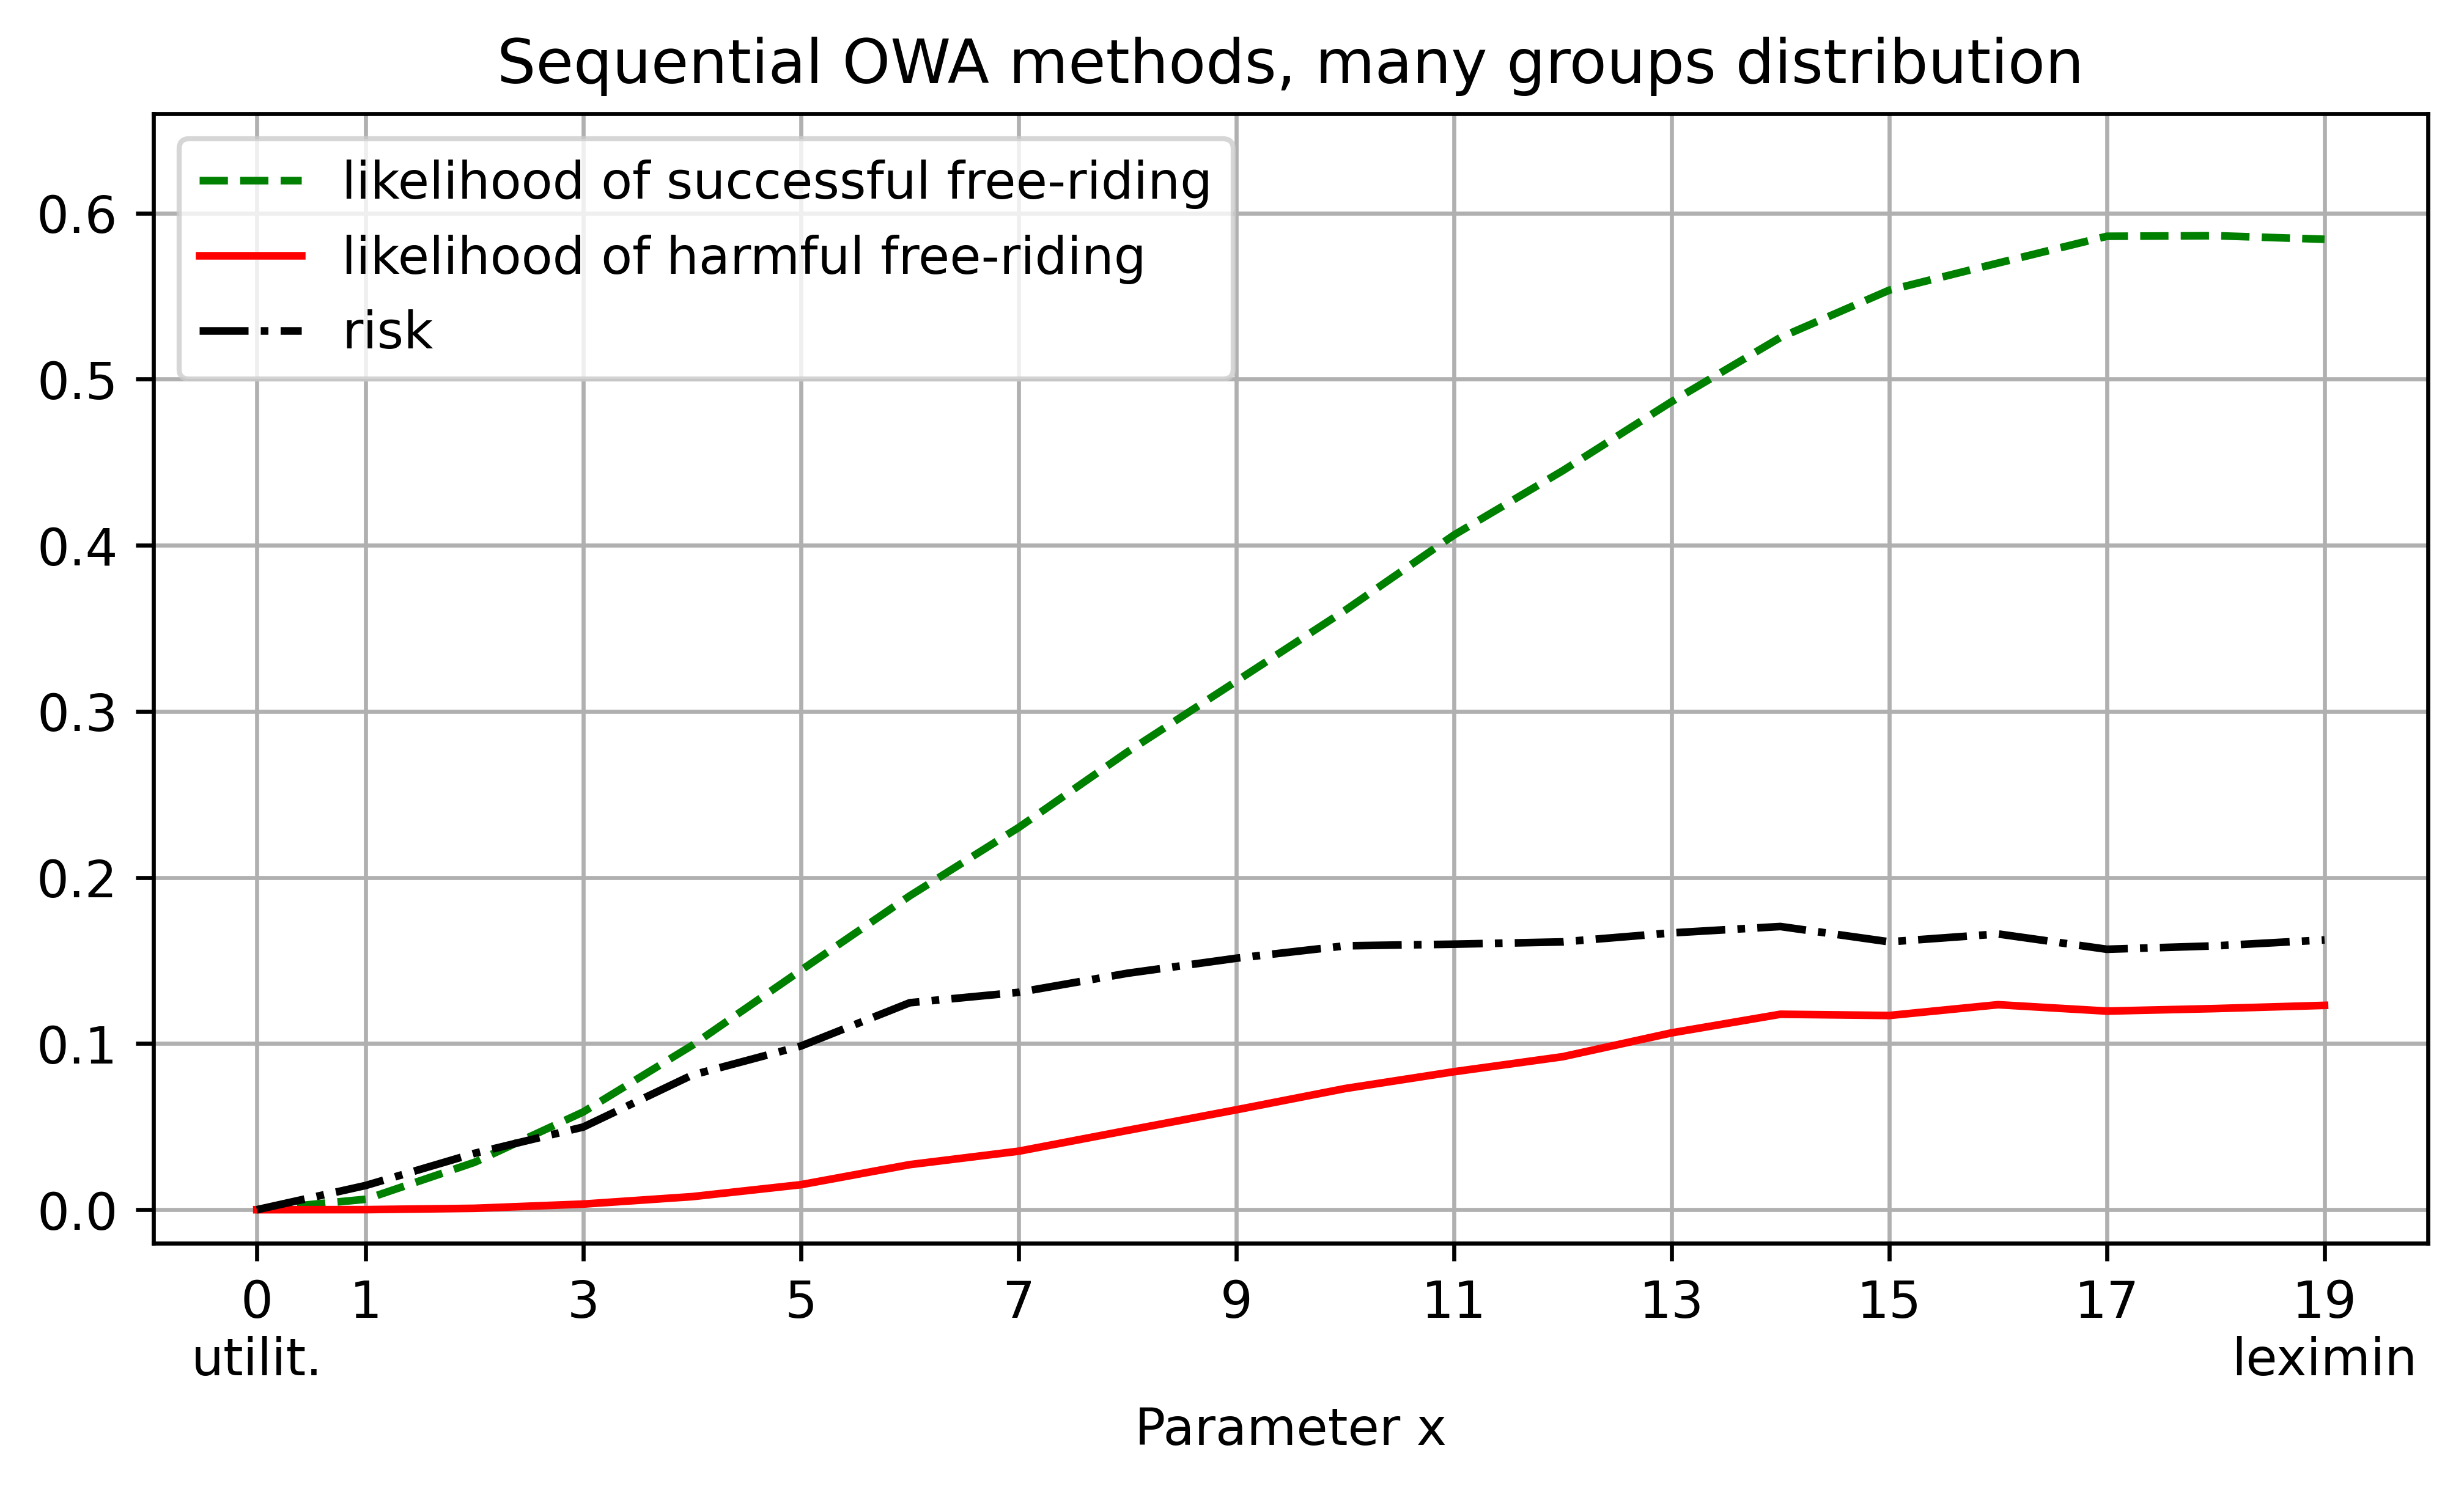 Sequential OWA methods, many groups distribution
likelihood of successful free-riding
likelihood of harmful free-riding
risk
0.6
0.5
0.4
0.3
0.2
0.1
0.0
0 1 3 5 7 9 11 13 15 17 19
utilit. leximin
Parameter x